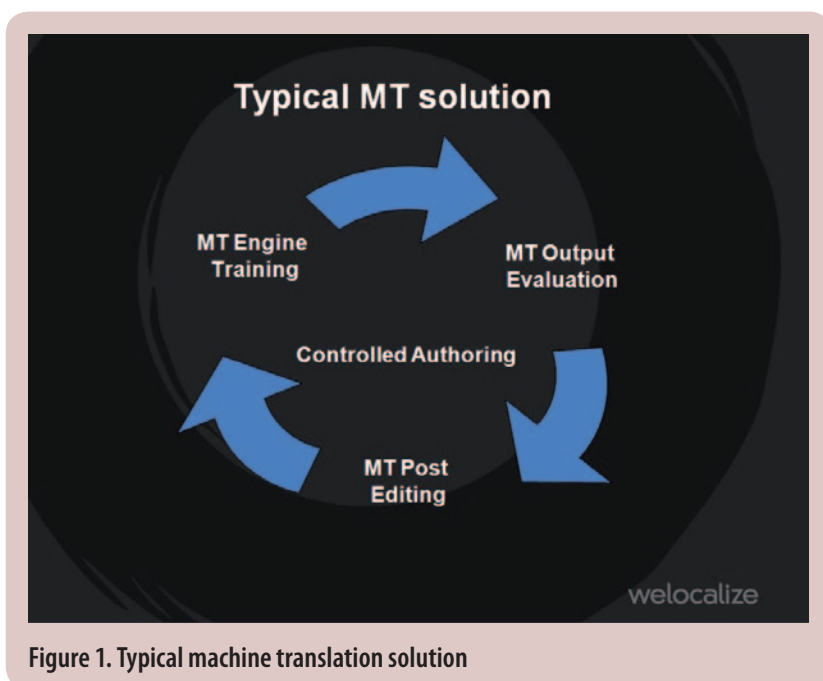 Typical MT solution
MT Engine
Training
MT Output
Evaluation
Controlled Authoring
MT Post
Editing
welocalize
Figure 1. Typical machine translation solution